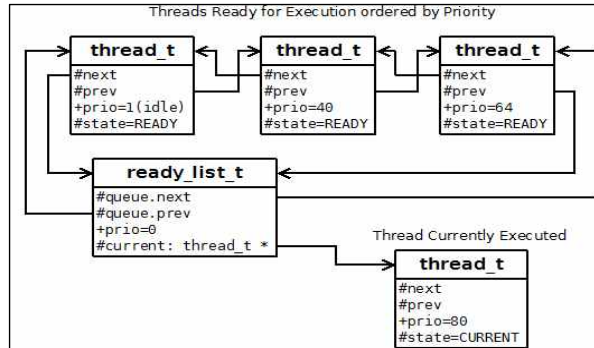 Threads Ready for Execution ordered by Priority
thread_t
#next
#prev
+prio=1(idle)
#state=READY
thread_t
#next
#prev
+prio=40
#state=READY
thread_t
#next
#prev
+prio=64
#state=READY
ready_list_t
#queue.next
#queue.prev
+prio=0
#current: thread_t *
Thread Currently Executed
thread_t
#next
#prev
+prio=80
#state=CURRENT